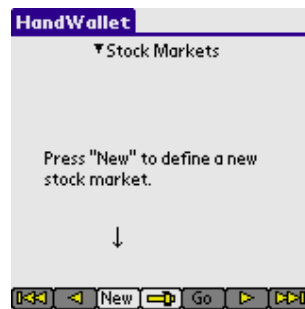 HandWallet
Stock Markets
Press "New" to define a new
stock market.
New Go